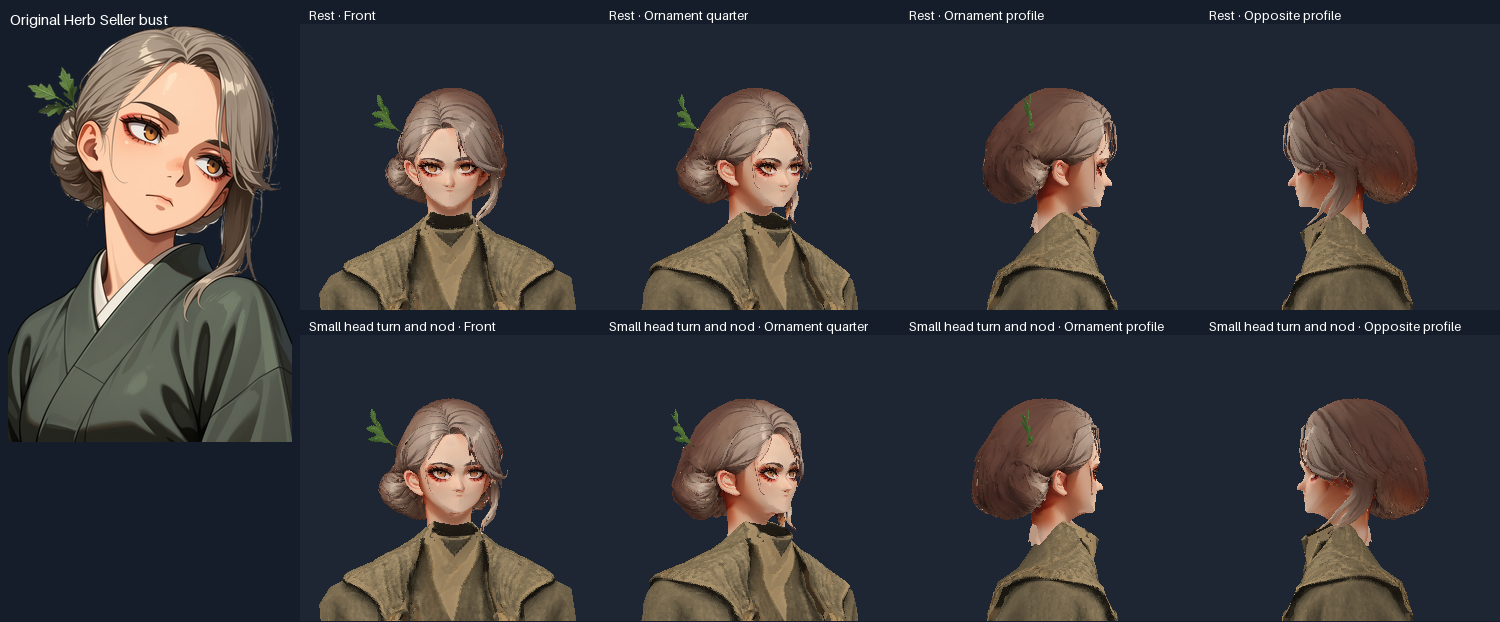 Original Herb Seller bust
Rest · Front
Rest · Ornament quarter
Rest · Ornament profile
Rest · Opposite profile
Small head turn and nod · Front
Small head turn and nod · Ornament quarter
Small head turn and nod · Ornament profile
Small head turn and nod · Opposite profile